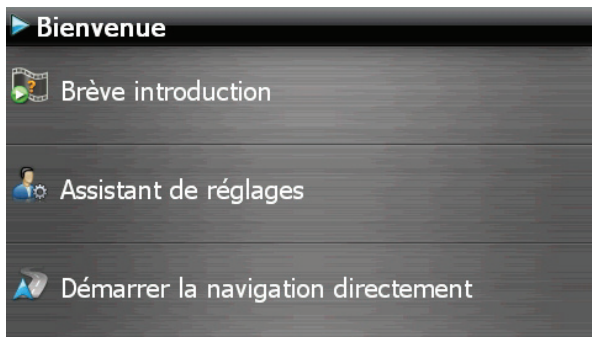 Bienvenue
Brève introduction
Assistant de réglages
Démarrer la navigation directement